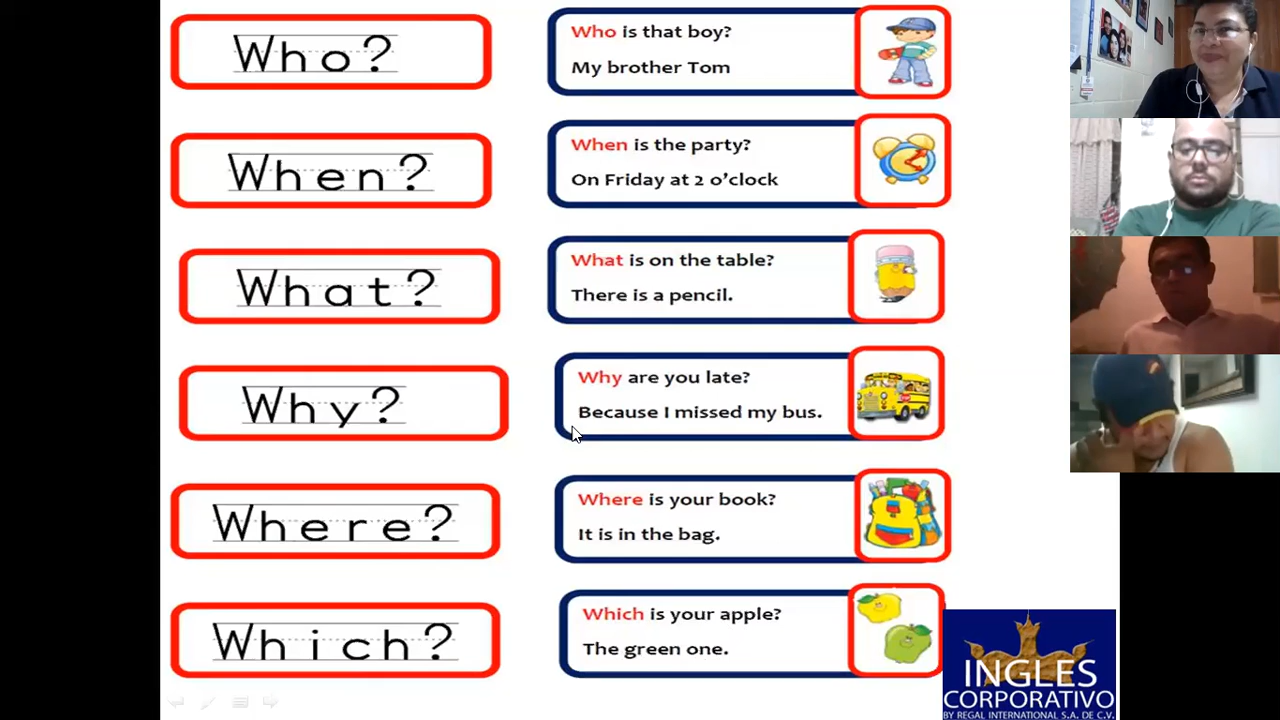 Who?
Who is that boy?
My brother Tom
When?
When is the party?
On Friday at 2 o'clock
What?
What is on the table?
There is a pencil.
Why?
Why are you late?
Because I missed my bus.
Where?
Where is your book?
It is in the bag.
Which?
Which is your apple?
The green one.
INGLES
CORPORATIVO
BY REGAL INTERNATIONAL S.A. DE C.V.